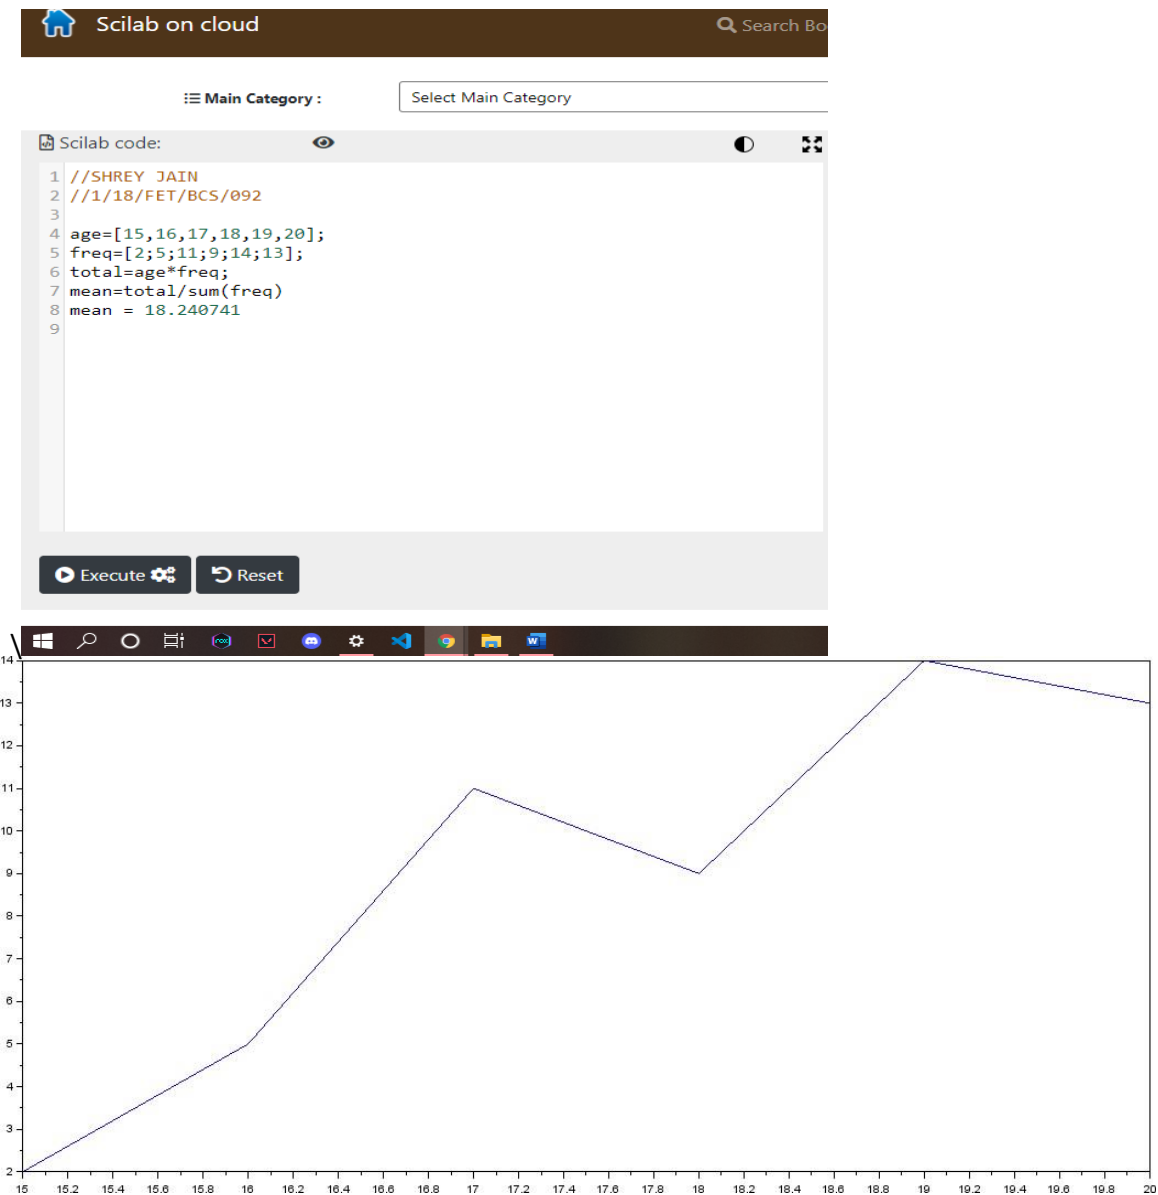 Scilab on cloud
Search Bo
Main Category :
Select Main Category
Scilab code:
1 //SHREY JAIN
2 //1/18/FET/BCS/092
3
4 age=[15,16,17,18,19,20];
5 freq=[2;5;11;9;14;13];
6 total=age*freq;
7 mean=total/sum(freq)
8 mean = 18.240741
9
Execute
Reset
\
14
13
12
11
10
9
8
7
6
5
4
3
2
15 15.2 15.4 15.6 15.8 16 16.2 16.4 16.6 16.8 17 17.2 17.4 17.6 17.8 18 18.2 18.4 18.6 18.8 19 19.2 19.4 19.6 19.8 20